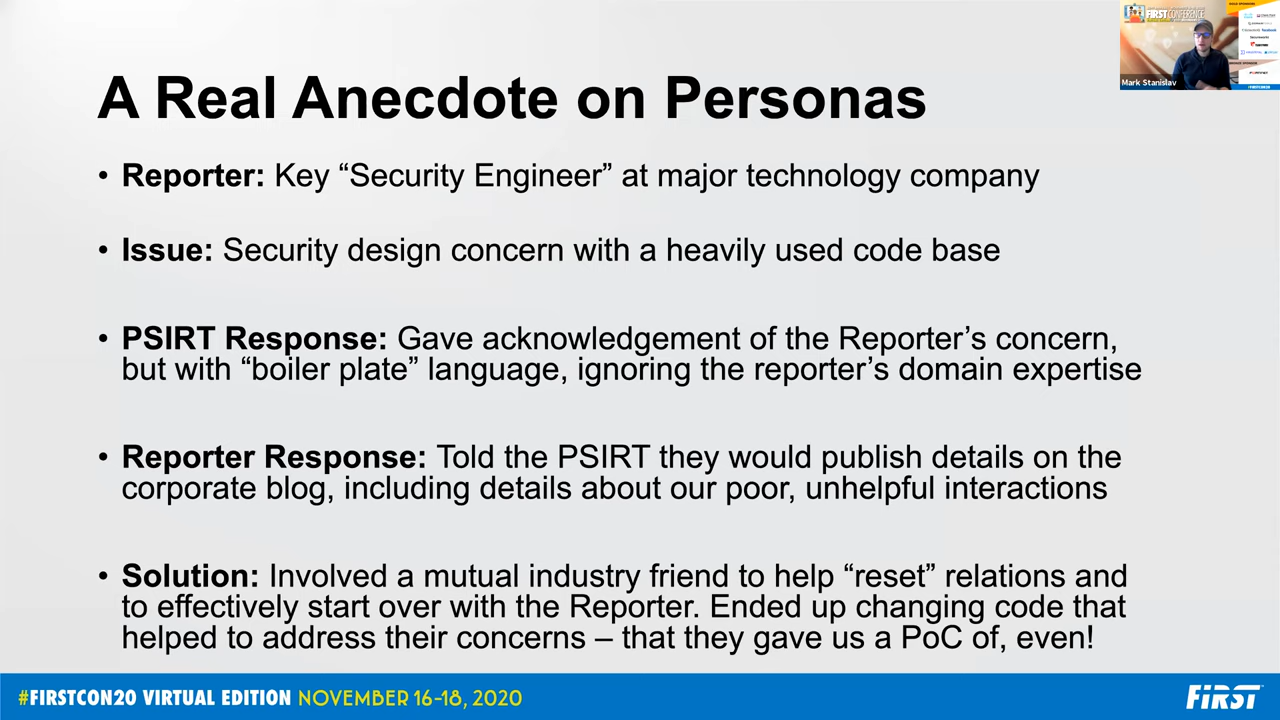 FIRSTCONFERENCE
Mark Stanislav
A Real Anecdote on Personas
• Reporter: Key “Security Engineer” at major technology company
• Issue: Security design concern with a heavily used code base
• PSIRT Response: Gave acknowledgement of the Reporter’s concern,
but with “boiler plate” language, ignoring the reporter’s domain expertise
• Reporter Response: Told the PSIRT they would publish details on the
corporate blog, including details about our poor, unhelpful interactions
• Solution: Involved a mutual industry friend to help “reset” relations and
to effectively start over with the Reporter. Ended up changing code that
helped to address their concerns – that they gave us a PoC of, even!
#FIRSTCON20 VIRTUAL EDITION NOVEMBER 16-18, 2020
FiRST